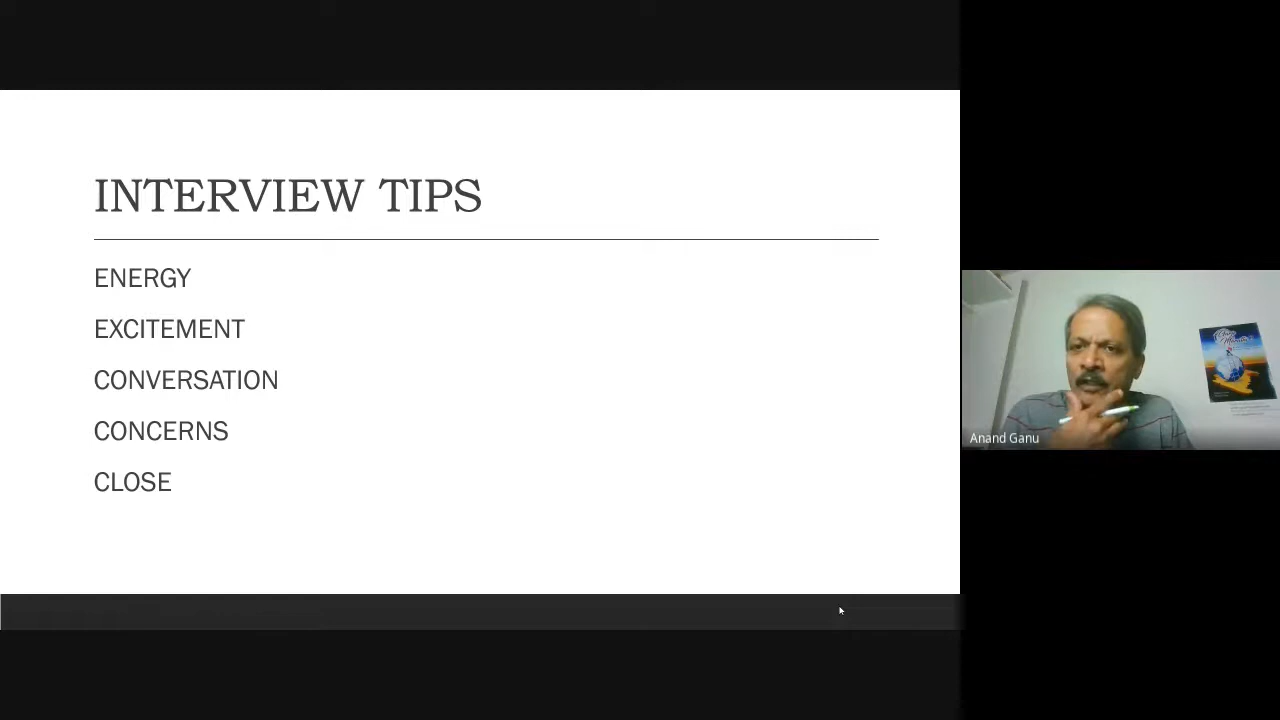 INTERVIEW TIPS
ENERGY
EXCITEMENT
CONVERSATION
CONCERNS
CLOSE
Anand Ganu